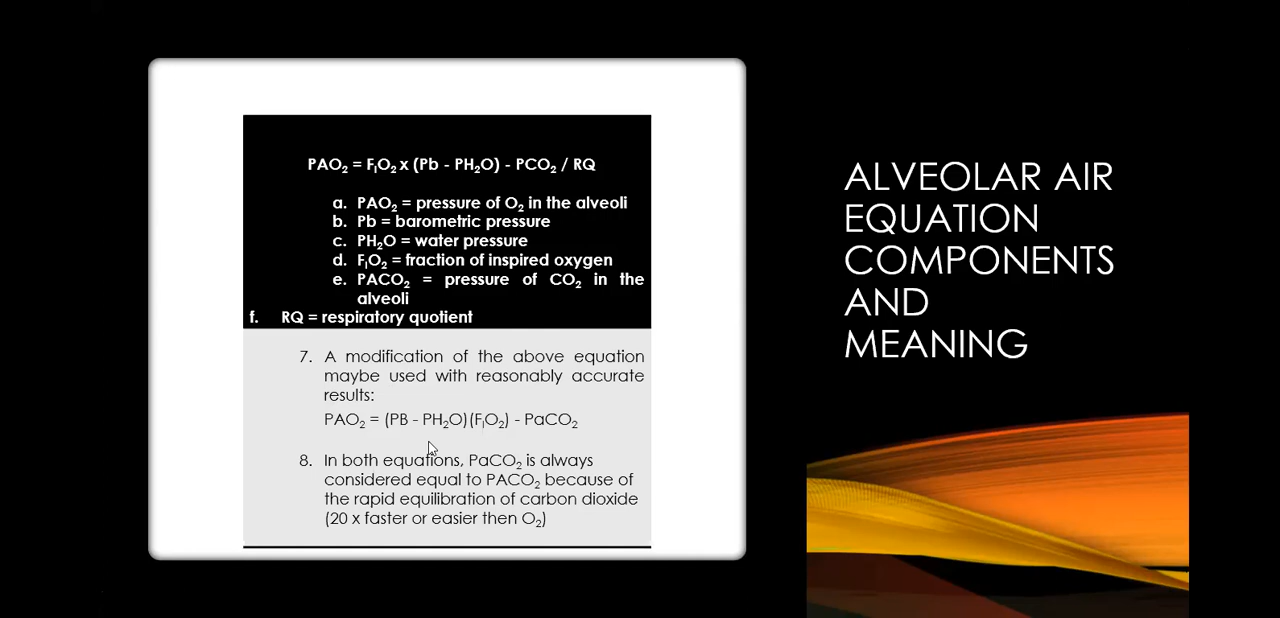 PAO₂ = FIO₂ x (Pb - PH₂O) - PCO₂ / RQ
a. PAO₂ = pressure of O₂ in the alveoli
b. Pb = barometric pressure
c. PH₂O = water pressure
d. FIO₂ = fraction of inspired oxygen
e. PACO₂ = pressure of CO₂ in the
alveoli
f. RQ = respiratory quotient
7. A modification of the above equation
maybe used with reasonably accurate
results:
PAO₂ = (PB - PH₂O)(FIO₂) - PaCO₂
8. In both equations, PaCO₂ is always
considered equal to PACO₂ because of
the rapid equilibration of carbon dioxide
(20 x faster or easier then O₂)
ALVEOLAR AIR
EQUATION
COMPONENTS
AND
MEANING